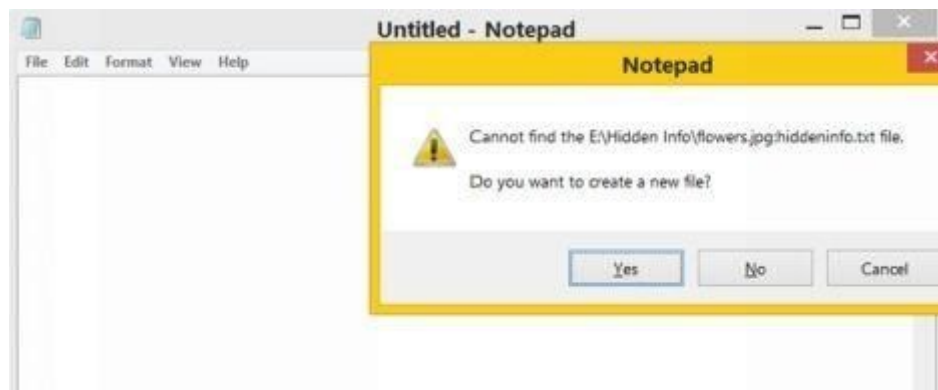 Untitled - Notepad
File Edit Format View Help
Notepad
Cannot find the E:\Hidden Info\flowers.jpg:hiddeninfo.txt file.
Do you want to create a new file?
Yes No Cancel